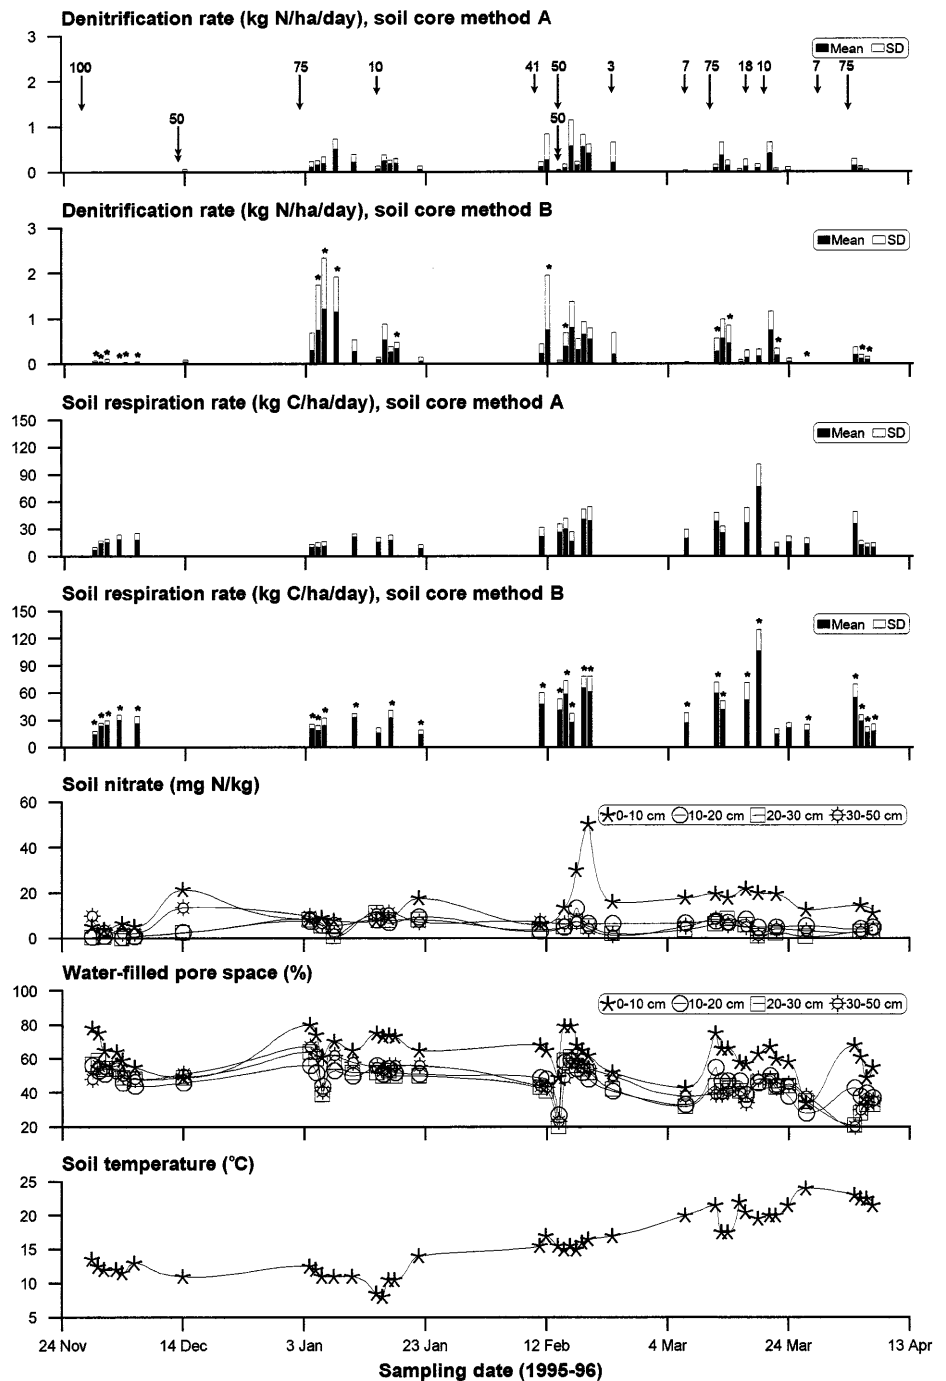 Denitrification rate (kg N/ha/day), soil core method A
3
Mean SD
100 75 10 41 50 3 7 75 18 10 7 75
2
50 50
1
0
Denitrification rate (kg N/ha/day), soil core method B
3
Mean SD
2
1
0
Soil respiration rate (kg C/ha/day), soil core method A
150
Mean SD
120
90
60
30
0
Soil respiration rate (kg C/ha/day), soil core method B
150
Mean SD
120
90
60
30
0
Soil nitrate (mg N/kg)
60
0-10 cm 10-20 cm 20-30 cm 30-50 cm
40
20
0
Water-filled pore space (%)
100
0-10 cm 10-20 cm 20-30 cm 30-50 cm
80
60
40
20
Soil temperature (°C)
25
20
15
10
5
24 Nov 14 Dec 3 Jan 23 Jan 12 Feb 4 Mar 24 Mar 13 Apr
Sampling date (1995-96)